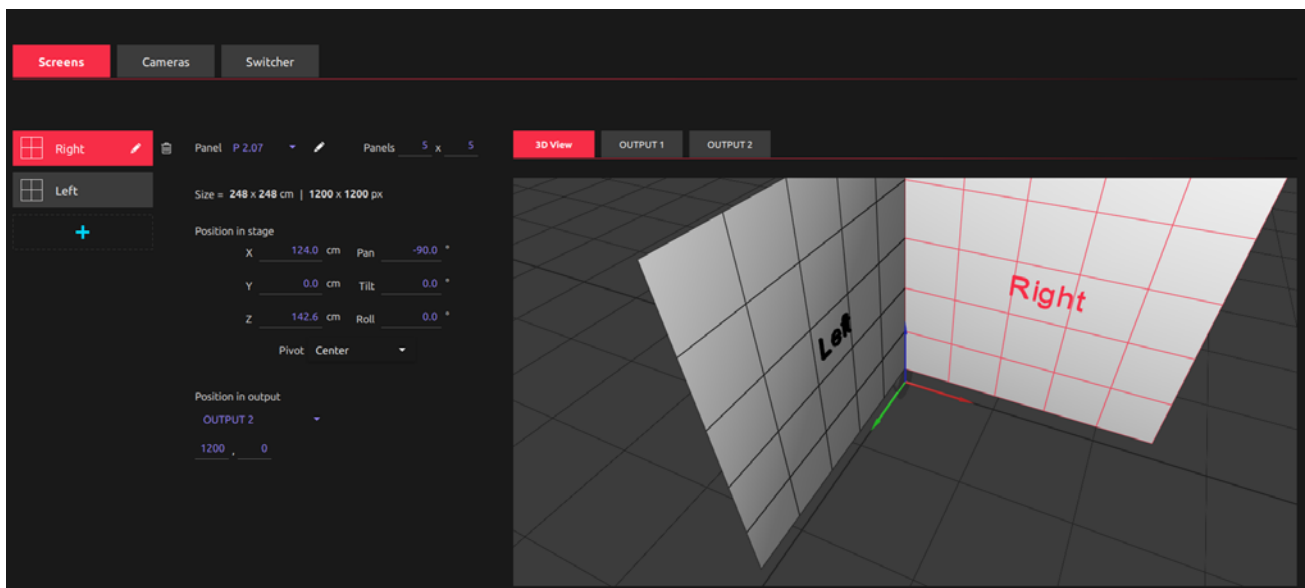 Screens Cameras Switcher
Right
Left
+
Panel P 2.07 Panels 5 x 5
Size = 248 x 248 cm | 1200 x 1200 px
Position in stage
X 124.0 cm Pan -90.0 °
Y 0.0 cm Tilt 0.0 °
Z 142.6 cm Roll 0.0 °
Pivot Center
Position in output
OUTPUT 2
1200 , 0
3D View OUTPUT 1 OUTPUT 2
Left
Right